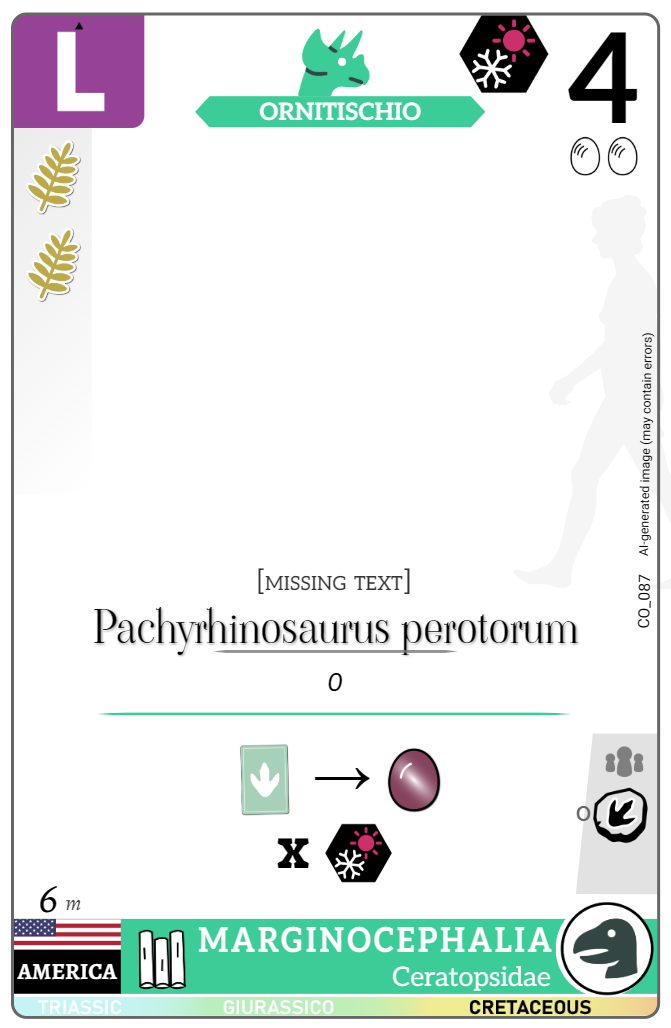 L
ORNITISCHIO
4
AI-generated image (may contain errors)
CO_087
[MISSING TEXT]
Pachyrhinosaurus perotorum
0
x
O
6 m
AMERICA
MARGINOCEPHALIA
Ceratopsidae
TRIASSIC GIURASSICO CRETACEOUS